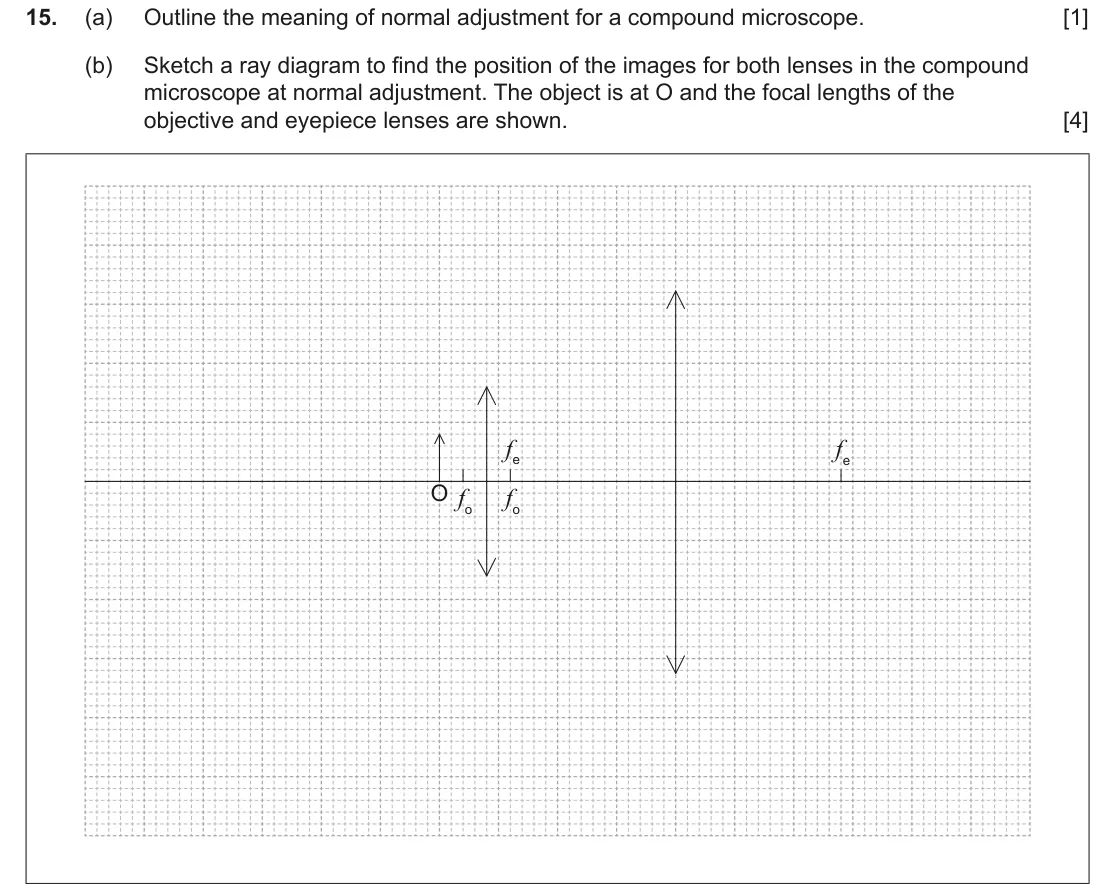 15. (a) Outline the meaning of normal adjustment for a compound microscope. [1]
(b) Sketch a ray diagram to find the position of the images for both lenses in the compound
microscope at normal adjustment. The object is at O and the focal lengths of the
objective and eyepiece lenses are shown. [4]
fe fe
O fo fo